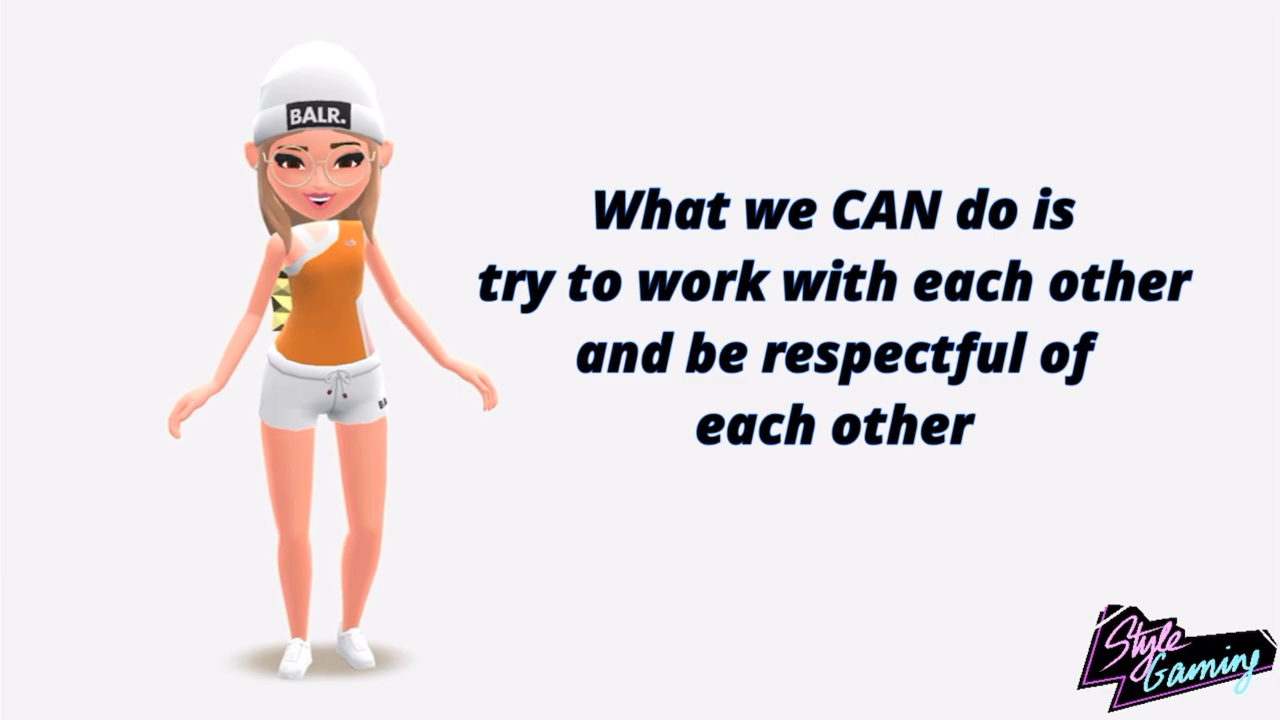 BALR.
What we CAN do is
try to work with each other
and be respectful of
each other
BA
Style
Gaming